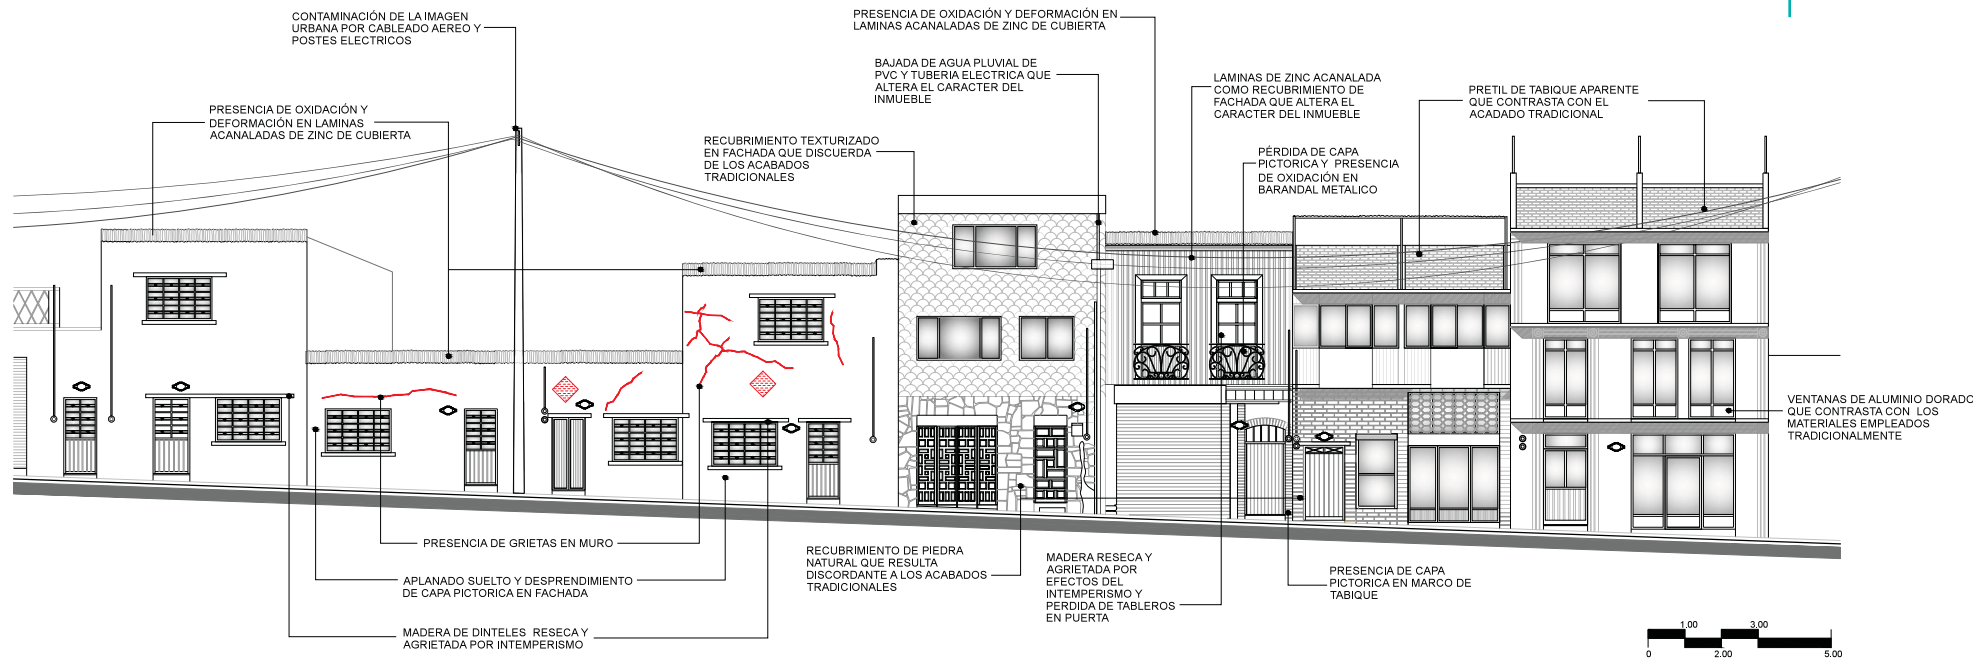 CONTAMINACIÓN DE LA IMAGEN
URBANA POR CABLEADO AEREO Y
POSTES ELECTRICOS
PRESENCIA DE OXIDACIÓN Y DEFORMACIÓN EN
LAMINAS ACANALADAS DE ZINC DE CUBIERTA
BAJADA DE AGUA PLUVIAL DE
PVC Y TUBERIA ELECTRICA QUE
ALTERA EL CARACTER DEL
INMUEBLE
LAMINAS DE ZINC ACANALADA
COMO RECUBRIMIENTO DE
FACHADA QUE ALTERA EL
CARACTER DEL INMUEBLE
PRETIL DE TABIQUE APARENTE
QUE CONTRASTA CON EL
ACADADO TRADICIONAL
PRESENCIA DE OXIDACIÓN Y
DEFORMACIÓN EN LAMINAS
ACANALADAS DE ZINC DE CUBIERTA
RECUBRIMIENTO TEXTURIZADO
EN FACHADA QUE DISCUERDA
DE LOS ACABADOS
TRADICIONALES
PÉRDIDA DE CAPA
PICTORICA Y PRESENCIA
DE OXIDACIÓN EN
BARANDAL METALICO
VENTANAS DE ALUMINIO DORADO
QUE CONTRASTA CON LOS
MATERIALES EMPLEADOS
TRADICIONALMENTE
PRESENCIA DE GRIETAS EN MURO
APLANADO SUELTO Y DESPRENDIMIENTO
DE CAPA PICTORICA EN FACHADA
MADERA DE DINTELES RESECA Y
AGRIETADA POR INTEMPERISMO
RECUBRIMIENTO DE PIEDRA
NATURAL QUE RESULTA
DISCORDANTE A LOS ACABADOS
TRADICIONALES
MADERA RESECA Y
AGRIETADA POR
EFECTOS DEL
INTEMPERISMO Y
PERDIDA DE TABLEROS
EN PUERTA
PRESENCIA DE CAPA
PICTORICA EN MARCO DE
TABIQUE
1.00 3.00
0 2.00 5.00